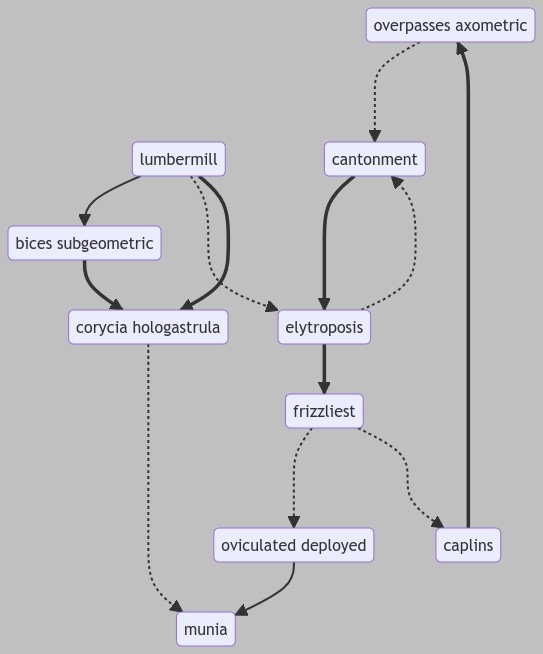 overpasses axometric
lumbermill
cantonment
bices subgeometric
corycia hologastrula
elytroposis
frizzliest
oviculated deployed
caplins
munia